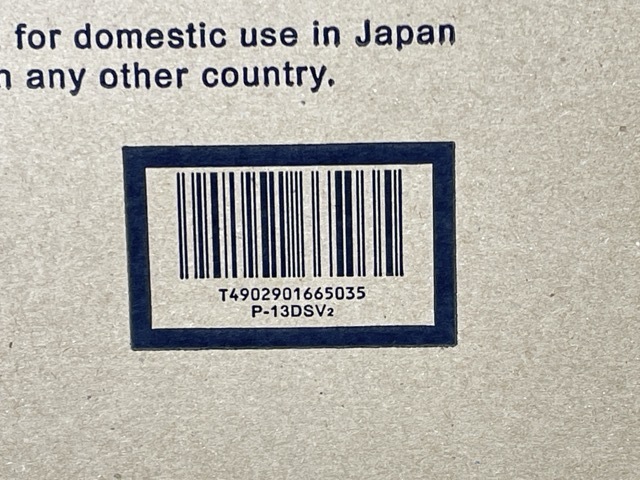 for domestic use in Japan
any other country.
T4902901665035
P-13DSV2